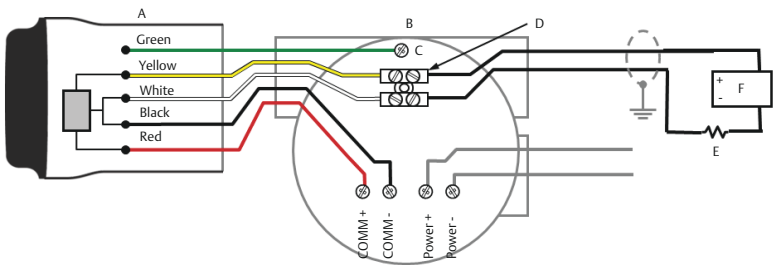 A
B
D
Green
C
Yellow
White
Black
Red
+
-
F
E
COMM +
COMM -
Power +
Power -